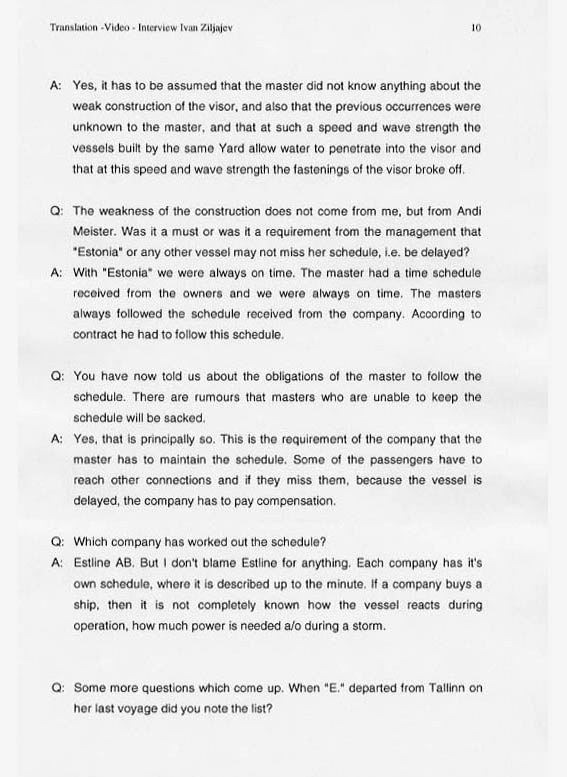 Translation -Video - Interview Ivan Ziljajev 10
A: Yes, it has to be assumed that the master did not know anything about the
weak construction of the visor, and also that the previous occurrences were
unknown to the master, and that at such a speed and wave strength the
vessels built by the same Yard allow water to penetrate into the visor and
that at this speed and wave strength the fastenings of the visor broke off.
Q: The weakness of the construction does not come from me, but from Andi
Meister. Was it a must or was it a requirement from the management that
"Estonia" or any other vessel may not miss her schedule, i.e. be delayed?
A: With "Estonia" we were always on time. The master had a time schedule
received from the owners and we were always on time. The masters
always followed the schedule received from the company. According to
contract he had to follow this schedule.
Q: You have now told us about the obligations of the master to follow the
schedule. There are rumours that masters who are unable to keep the
schedule will be sacked.
A: Yes, that is principally so. This is the requirement of the company that the
master has to maintain the schedule. Some of the passengers have to
reach other connections and if they miss them, because the vessel is
delayed, the company has to pay compensation.
Q: Which company has worked out the schedule?
A: Estline AB. But I don't blame Estline for anything. Each company has it's
own schedule, where it is described up to the minute. If a company buys a
ship, then it is not completely known how the vessel reacts during
operation, how much power is needed a/o during a storm.
Q: Some more questions which come up. When "E." departed from Tallinn on
her last voyage did you note the list?